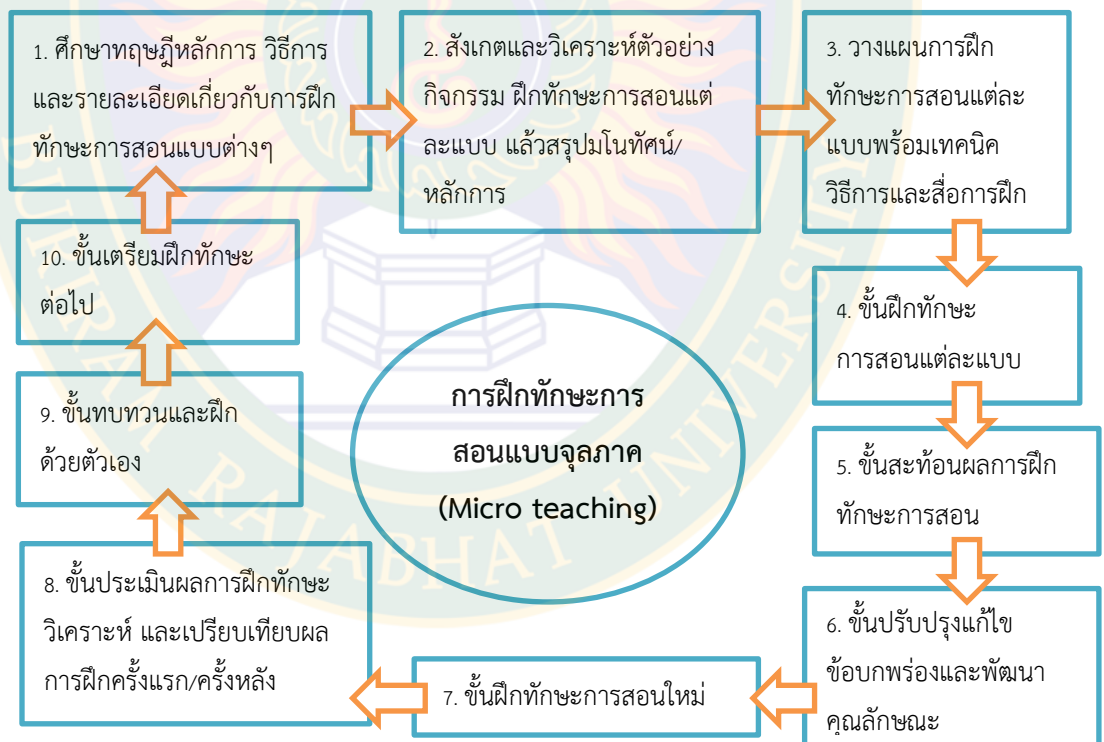 1. ศึกษาทฤษฎีหลักการ วิธีการ
และรายละเอียดเกี่ยวกับการฝึก
ทักษะการสอนแบบต่างๆ
2. สังเกตและวิเคราะห์ตัวอย่าง
กิจกรรม ฝึกทักษะการสอนแต่
ละแบบ แล้วสรุปมโนทัศน์/
หลักการ
3. วางแผนการฝึก
ทักษะการสอนแต่ละ
แบบพร้อมเทคนิค
วิธีการและสื่อการฝึก
4. ขั้นฝึกทักษะ
การสอนแต่ละแบบ
5. ขั้นสะท้อนผลการฝึก
ทักษะการสอน
6. ขั้นปรับปรุงแก้ไข
ข้อบกพร่องและพัฒนา
คุณลักษณะ
7. ขั้นฝึกทักษะการสอนใหม่
8. ขั้นประเมินผลการฝึกทักษะ
วิเคราะห์ และเปรียบเทียบผล
การฝึกครั้งแรก/ครั้งหลัง
9. ขั้นทบทวนและฝึก
ด้วยตัวเอง
10. ขั้นเตรียมฝึกทักษะ
ต่อไป
การฝึกทักษะการ
สอนแบบจุลภาค
(Micro teaching)
RAJABHAT UNIVERSITY